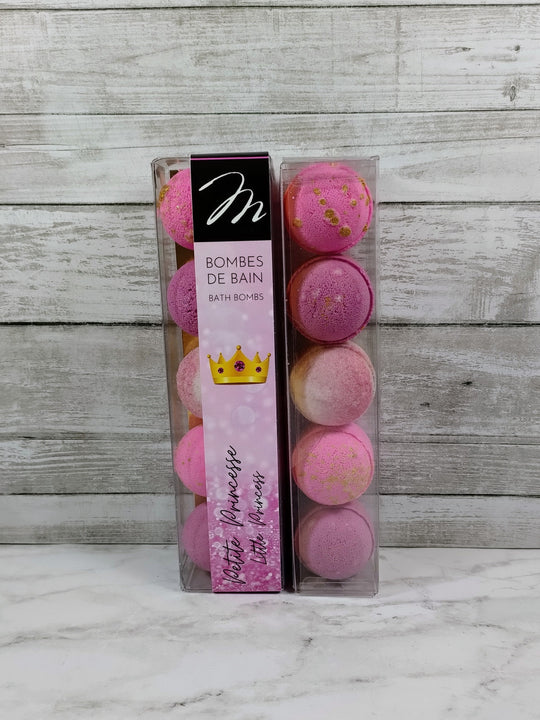 M
BOMBES
DE BAIN
BATH BOMBS
Petite Princesse
Little Princess